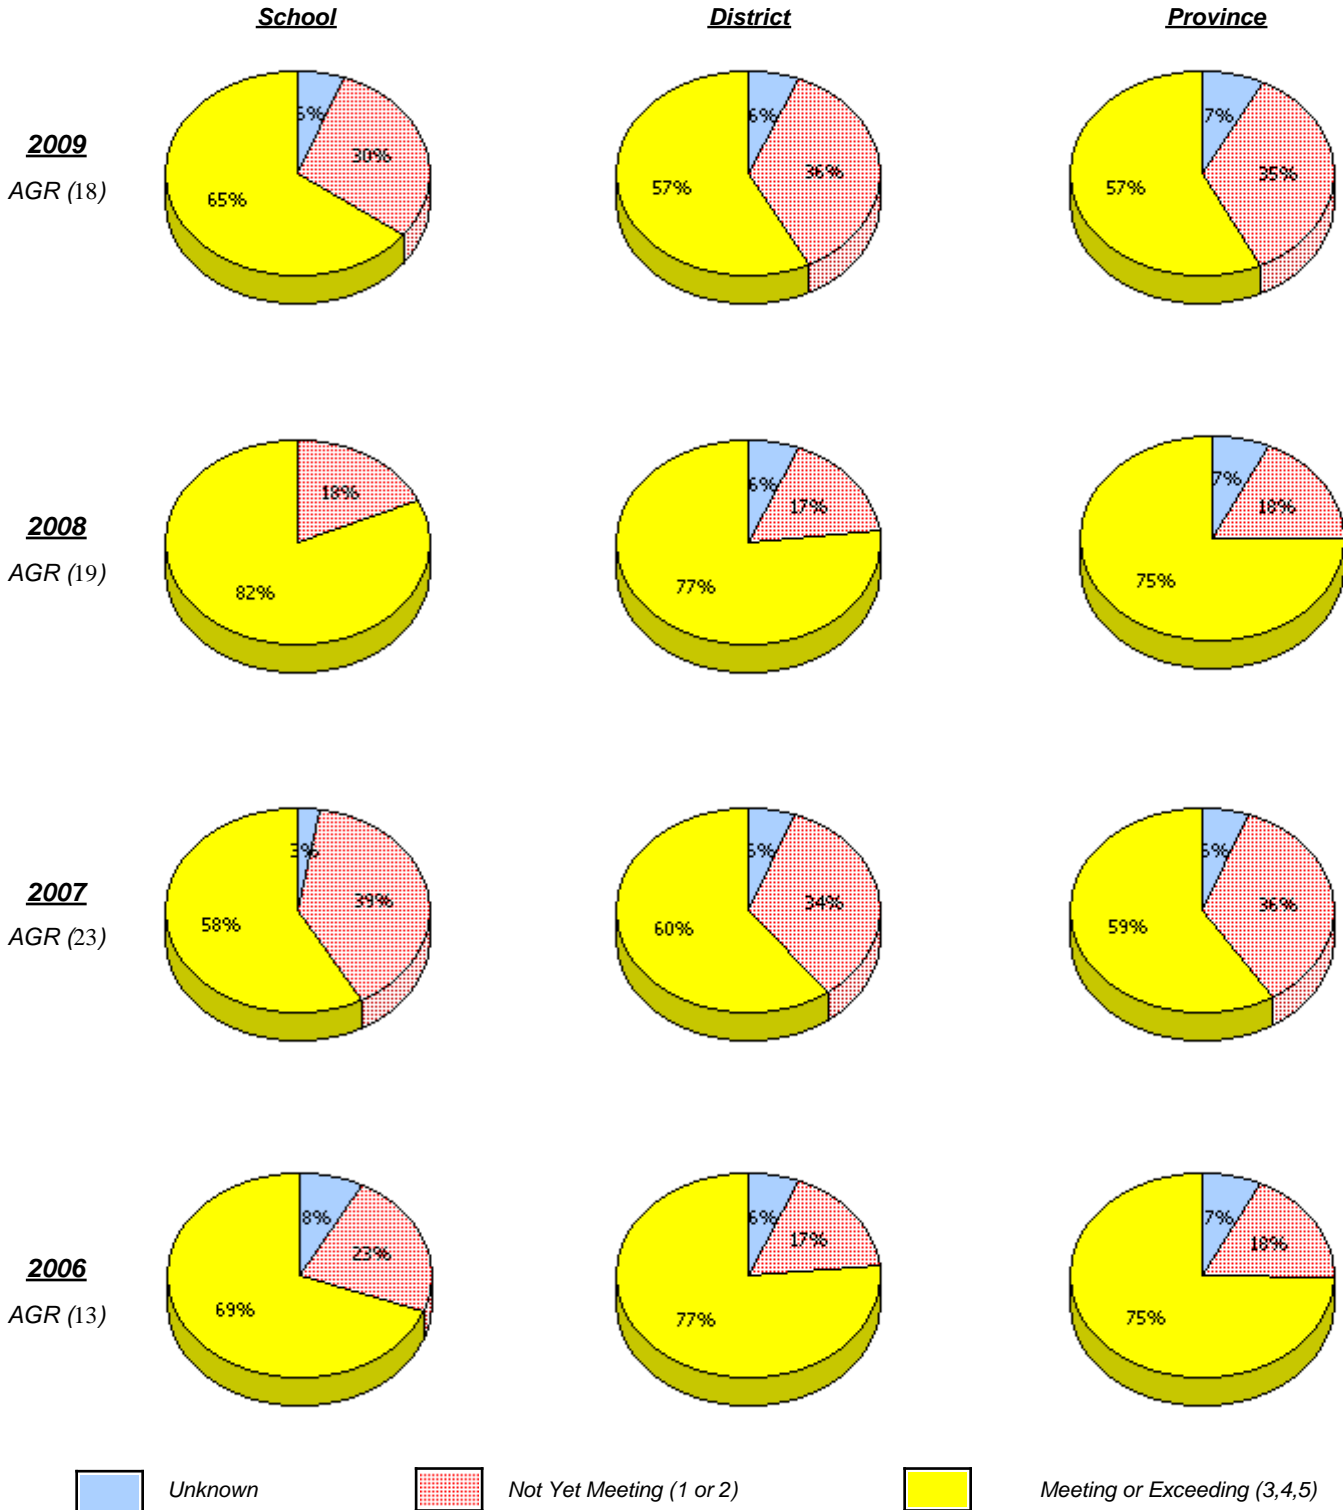 School District Province
2009
AGR (18)
5% 30% 65%
6% 36% 57%
7% 35% 57%
2008
AGR (19)
18% 82%
6% 17% 77%
7% 18% 75%
2007
AGR (23)
3% 39% 58%
5% 34% 60%
5% 36% 59%
2006
AGR (13)
8% 23% 69%
6% 17% 77%
7% 18% 75%
Unknown Not Yet Meeting (1 or 2) Meeting or Exceeding (3,4,5)